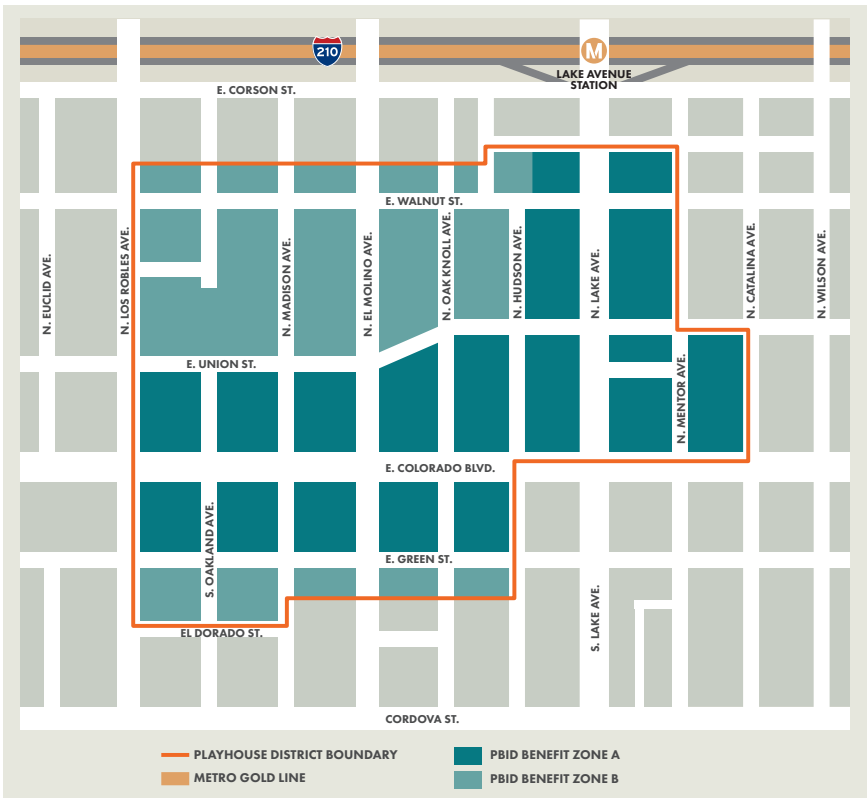 210
M
LAKE AVENUE
STATION
E. CORSON ST.
E. WALNUT ST.
N. EUCLID AVE.
N. LOS ROBLES AVE.
N. MADISON AVE.
N. EL MOLINO AVE.
N. OAK KNOLL AVE.
N. HUDSON AVE.
N. LAKE AVE.
N. CATALINA AVE.
N. WILSON AVE.
E. UNION ST.
N. MENTOR AVE.
E. COLORADO BLVD.
S. OAKLAND AVE.
E. GREEN ST.
S. LAKE AVE.
EL DORADO ST.
CORDOVA ST.
PLAYHOUSE DISTRICT BOUNDARY
METRO GOLD LINE
PBID BENEFIT ZONE A
PBID BENEFIT ZONE B